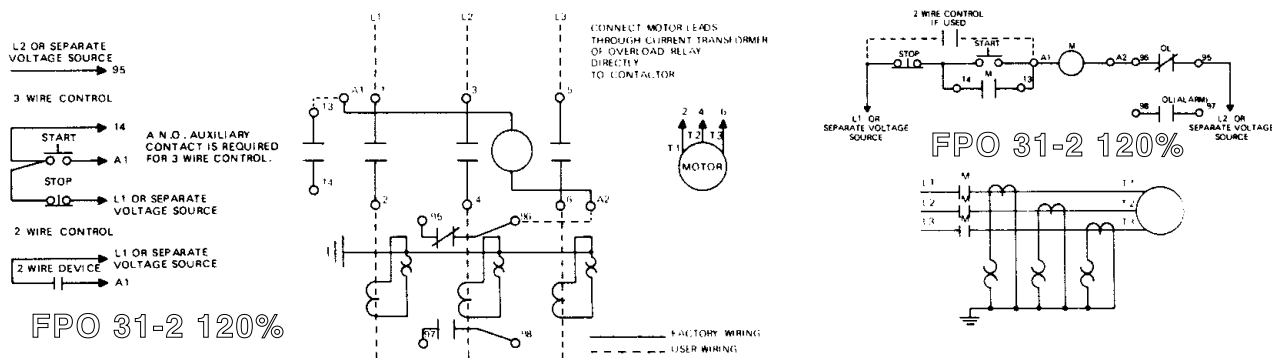 L2 OR SEPARATE
VOLTAGE SOURCE
95
3 WIRE CONTROL
14
START
A1
STOP
L1 OR SEPARATE
VOLTAGE SOURCE
A N.O. AUXILIARY
CONTACT IS REQUIRED
FOR 3 WIRE CONTROL.
2 WIRE CONTROL
L1 OR SEPARATE
VOLTAGE SOURCE
2 WIRE DEVICE
A1
FPO 31-2 120%
L1
L2
L3
CONNECT MOTOR LEADS
THROUGH CURRENT TRANSFORMER
OF OVERLOAD RELAY
DIRECTLY
TO CONTACTOR
13
A1
1
3
5
14
2
4
6
A2
95
96
97
98
2 4 6
T1
T2
T3
MOTOR
FACTORY WIRING
USER WIRING
2 WIRE CONTROL
IF USED
STOP
START
A1
M
A2
96
OL
95
14
M
13
98
OL(ALARM)
97
L1 OR
SEPARATE VOLTAGE
SOURCE
L2 OR
SEPARATE VOLTAGE
SOURCE
FPO 31-2 120%
L1
M
L2
M
L3
M
T3